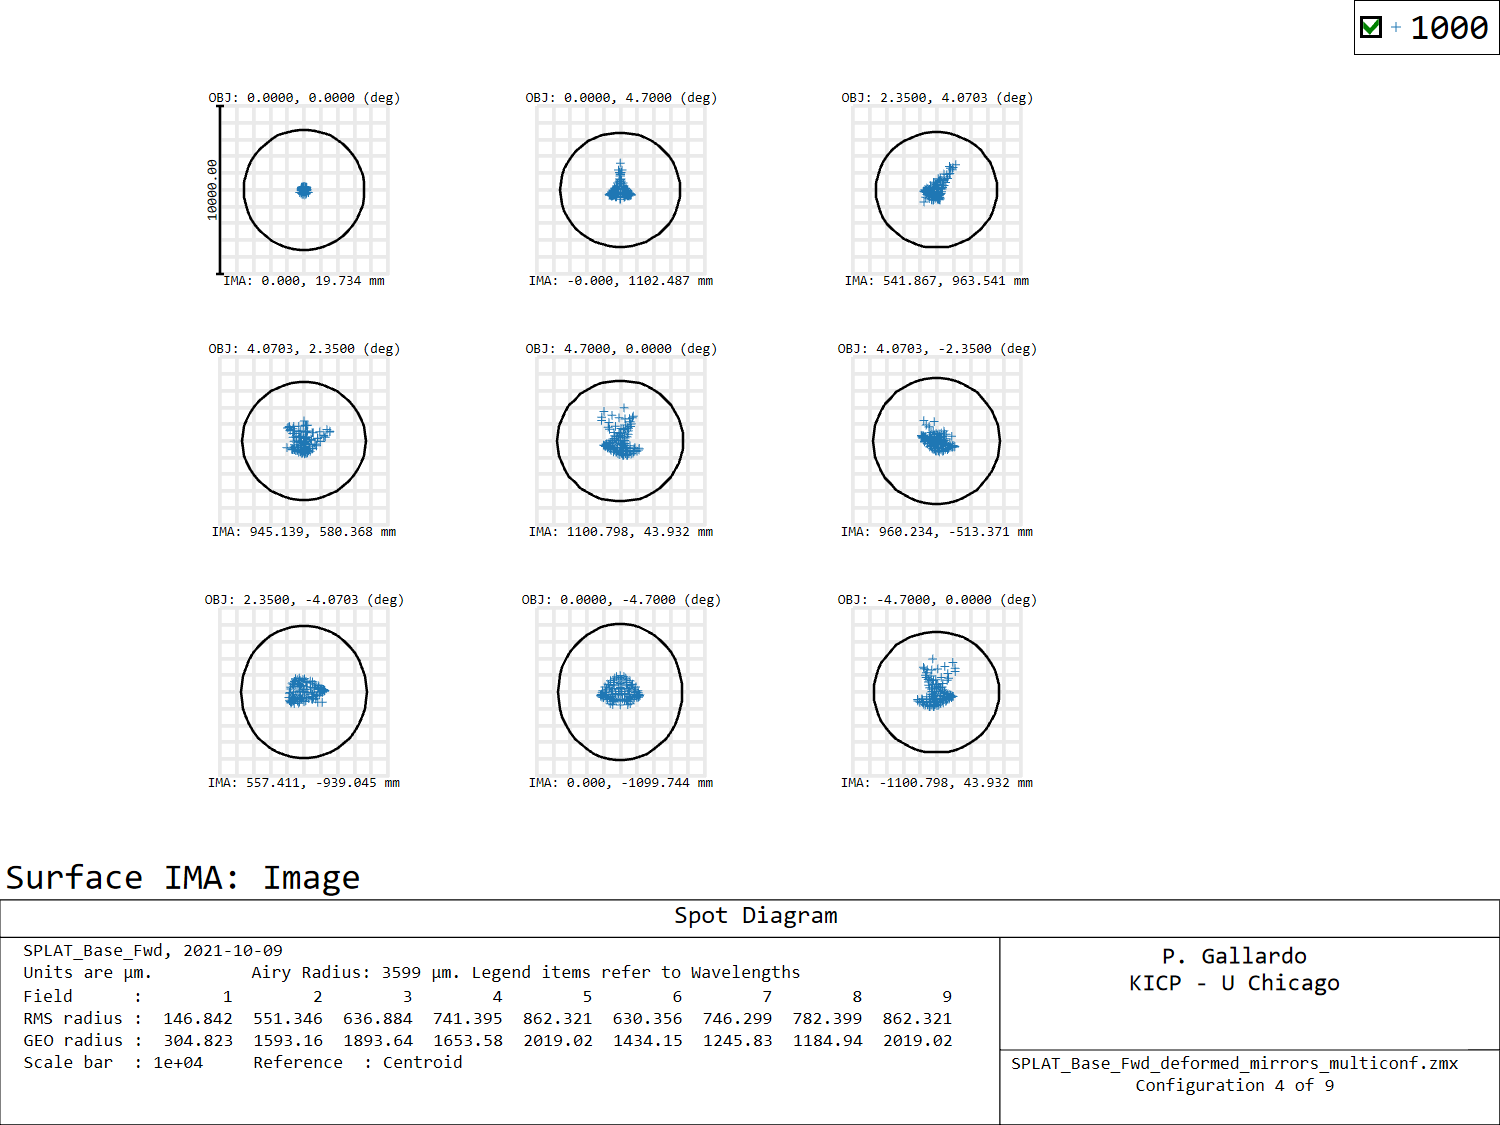 + 1000
OBJ: 0.0000, 0.0000 (deg)
OBJ: 0.0000, 4.7000 (deg)
OBJ: 2.3500, 4.0703 (deg)
10000.00
IMA: 0.000, 19.734 mm
IMA: -0.000, 1102.487 mm
IMA: 541.867, 963.541 mm
OBJ: 4.0703, 2.3500 (deg)
OBJ: 4.7000, 0.0000 (deg)
OBJ: 4.0703, -2.3500 (deg)
IMA: 945.139, 580.368 mm
IMA: 1100.798, 43.932 mm
IMA: 960.234, -513.371 mm
OBJ: 2.3500, -4.0703 (deg)
OBJ: 0.0000, -4.7000 (deg)
OBJ: -4.7000, 0.0000 (deg)
IMA: 557.411, -939.045 mm
IMA: 0.000, -1099.744 mm
IMA: -1100.798, 43.932 mm
Surface IMA: Image
Spot Diagram
SPLAT_Base_Fwd, 2021-10-09
Units are µm. Airy Radius: 3599 µm. Legend items refer to Wavelengths
Field : 1 2 3 4 5 6 7 8 9
RMS radius : 146.842 551.346 636.884 741.395 862.321 630.356 746.299 782.399 862.321
GEO radius : 304.823 1593.16 1893.64 1653.58 2019.02 1434.15 1245.83 1184.94 2019.02
Scale bar : 1e+04 Reference : Centroid
P. Gallardo
KICP - U Chicago
SPLAT_Base_Fwd_deformed_mirrors_multiconf.zmx
Configuration 4 of 9